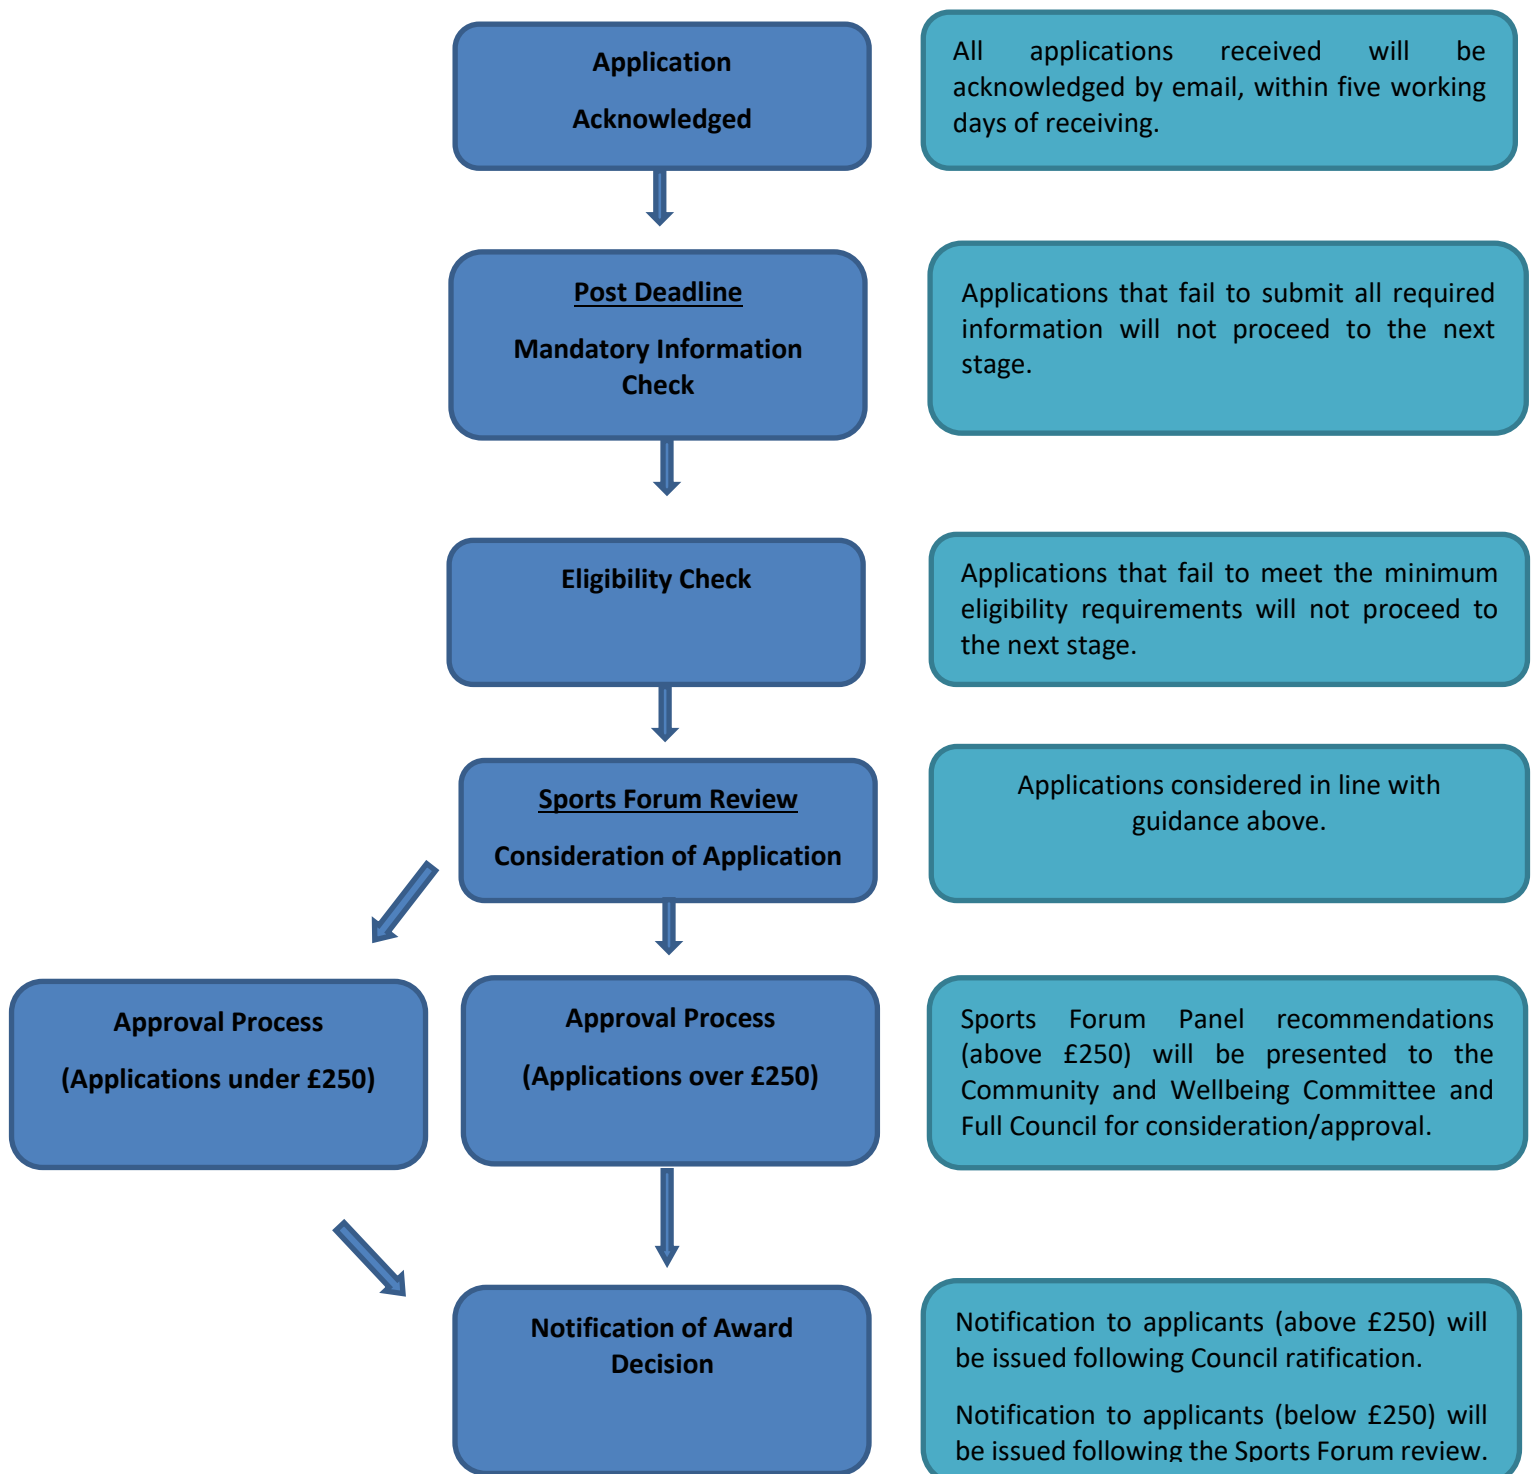 Application
Acknowledged
All applications received will be
acknowledged by email, within five working
days of receiving.
Post Deadline
Mandatory Information
Check
Applications that fail to submit all required
information will not proceed to the next
stage.
Eligibility Check
Applications that fail to meet the minimum
eligibility requirements will not proceed to
the next stage.
Sports Forum Review
Consideration of Application
Applications considered in line with
guidance above.
Approval Process
(Applications under £250)
Approval Process
(Applications over £250)
Sports Forum Panel recommendations
(above £250) will be presented to the
Community and Wellbeing Committee and
Full Council for consideration/approval.
Notification of Award
Decision
Notification to applicants (above £250) will
be issued following Council ratification.
Notification to applicants (below £250) will
be issued following the Sports Forum review.